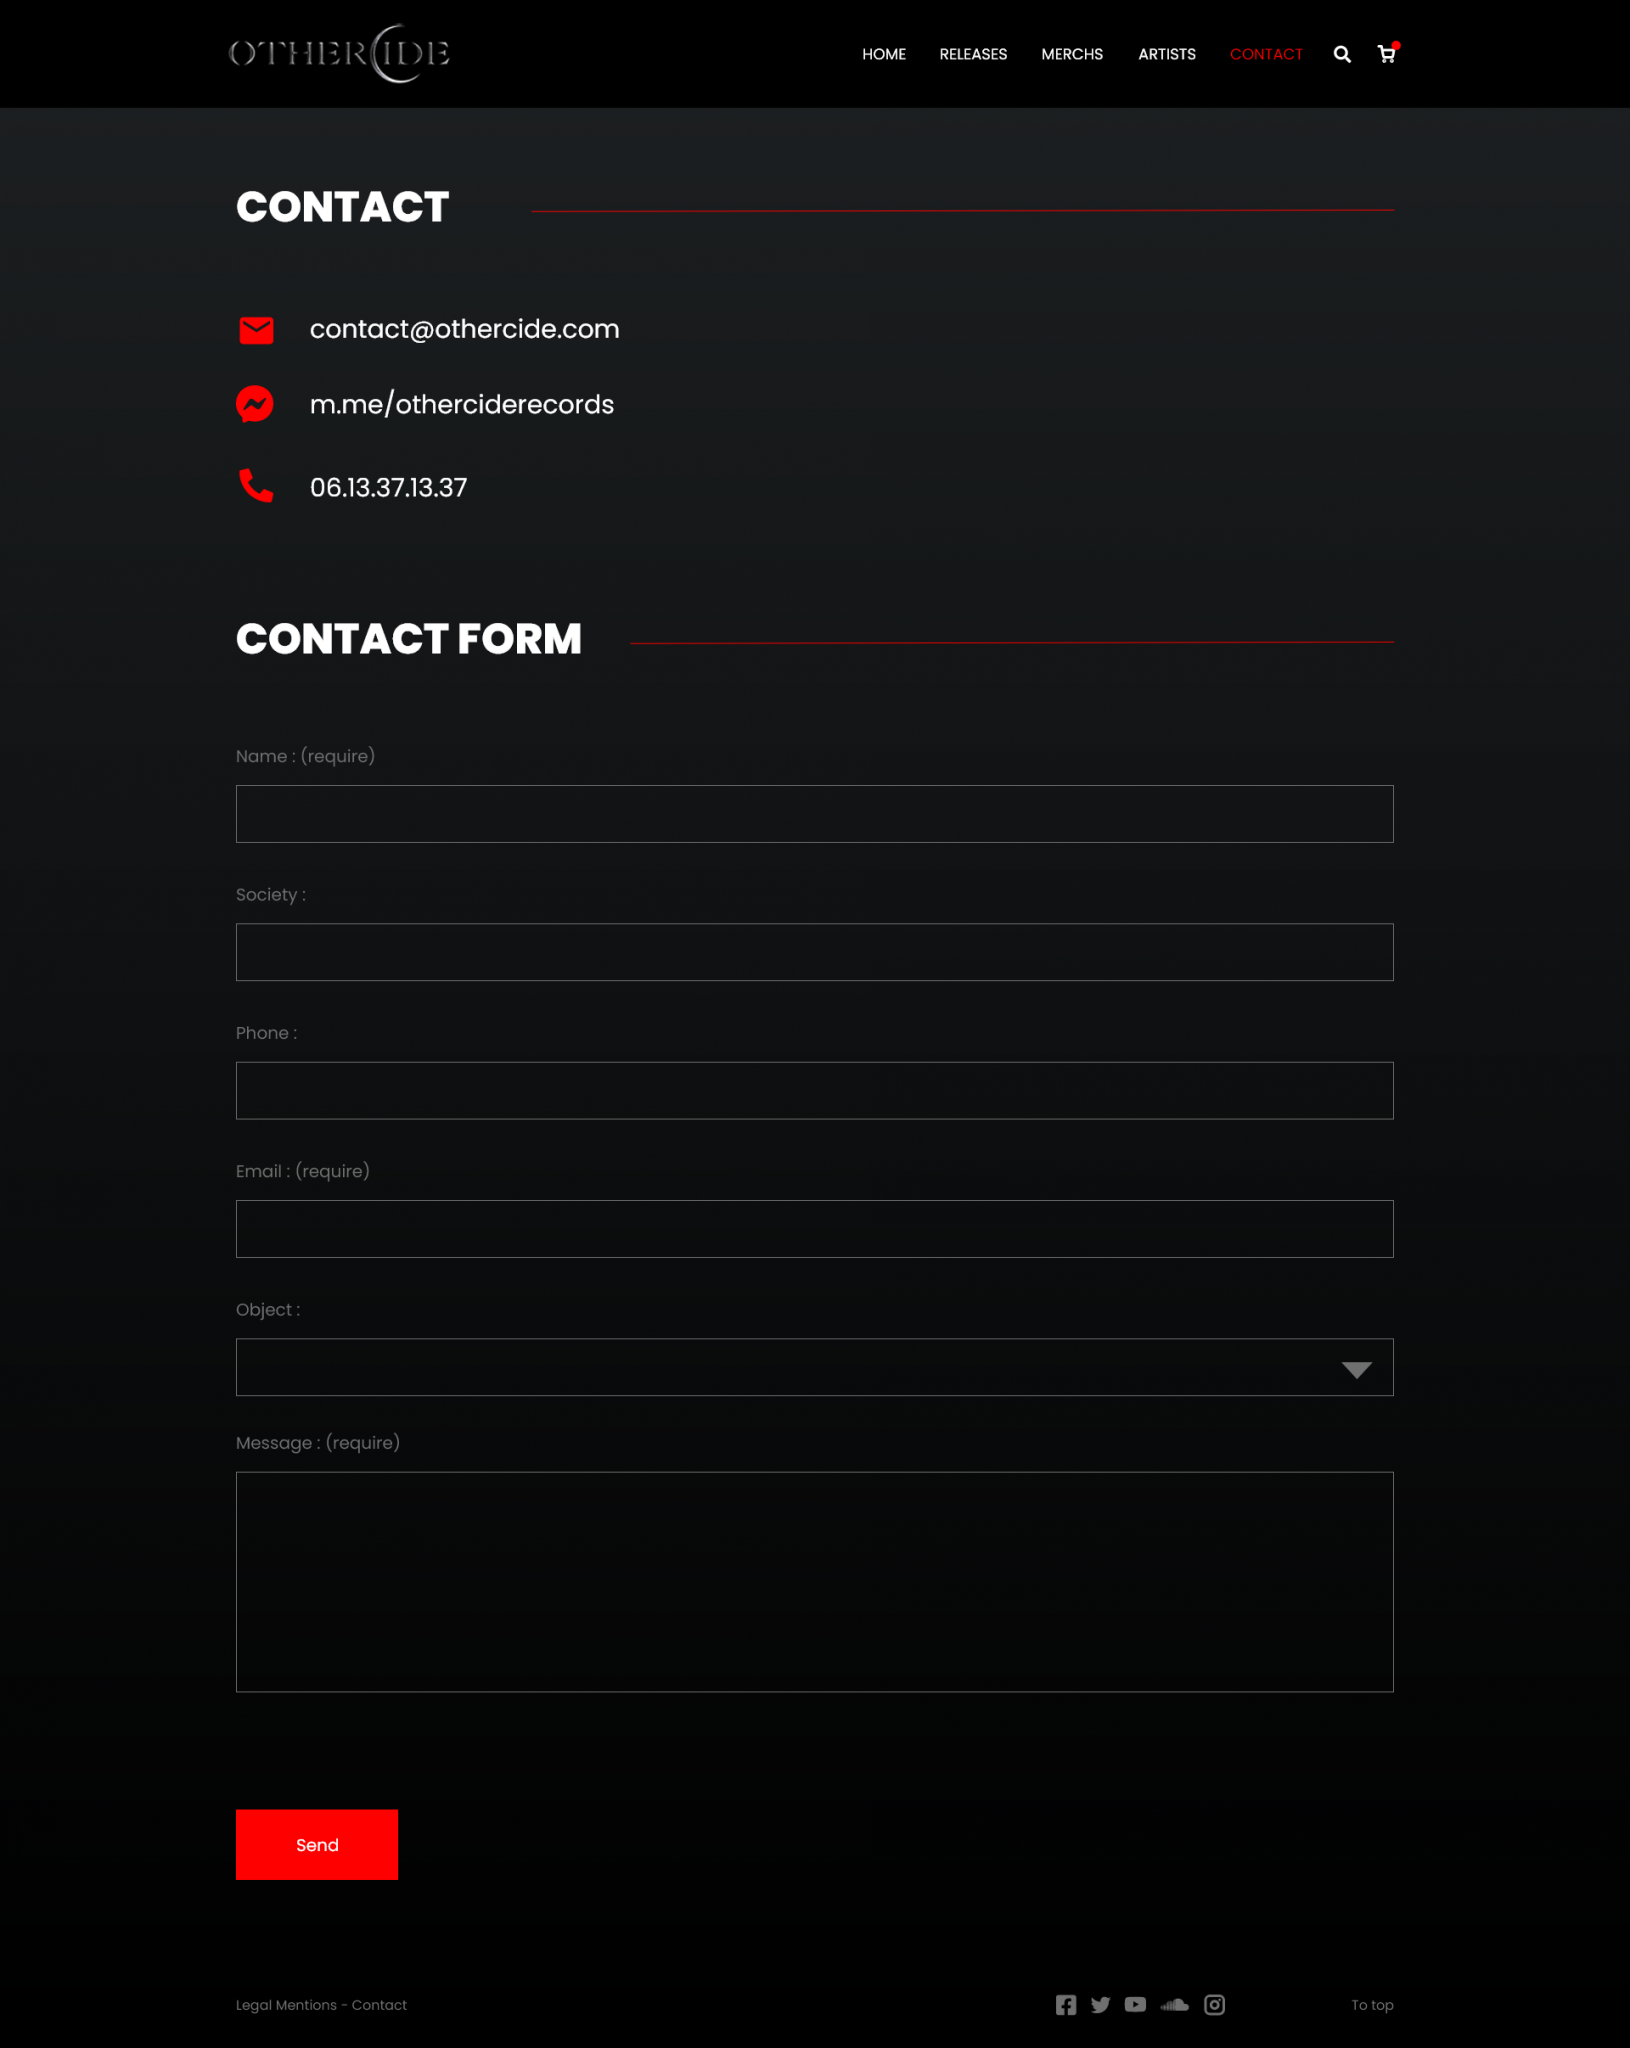 OTHERCIDE
HOME RELEASES MERCHS ARTISTS CONTACT
CONTACT
contact@othercide.com
m.me/otherciderecords
06.13.37.13.37
CONTACT FORM
Name : (require)
Society :
Phone :
Email : (require)
Object :
Message : (require)
Send
Legal Mentions - Contact
To top